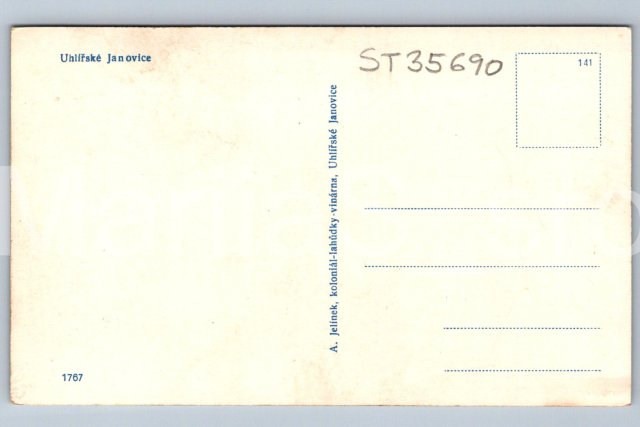 Uhlířské Janovice
ST35690
141
A. Jelínek, koloniál-lahůdky-vinárna, Uhlířské Janovice
1767